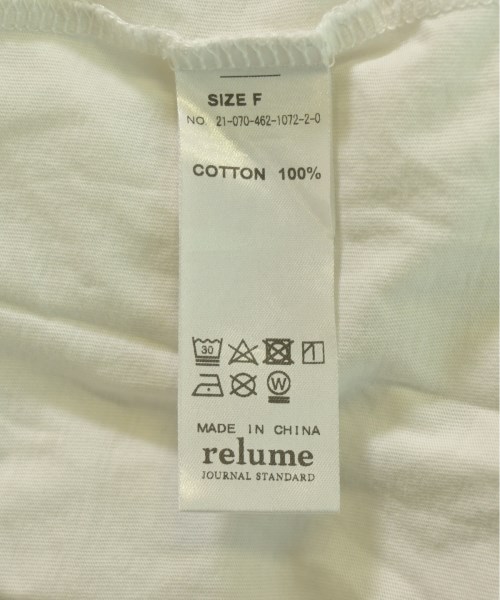 SIZE F
NO. 21-070-462-1072-2-0
COTTON 100%
30
W
MADE IN CHINA
relume
JOURNAL STANDARD